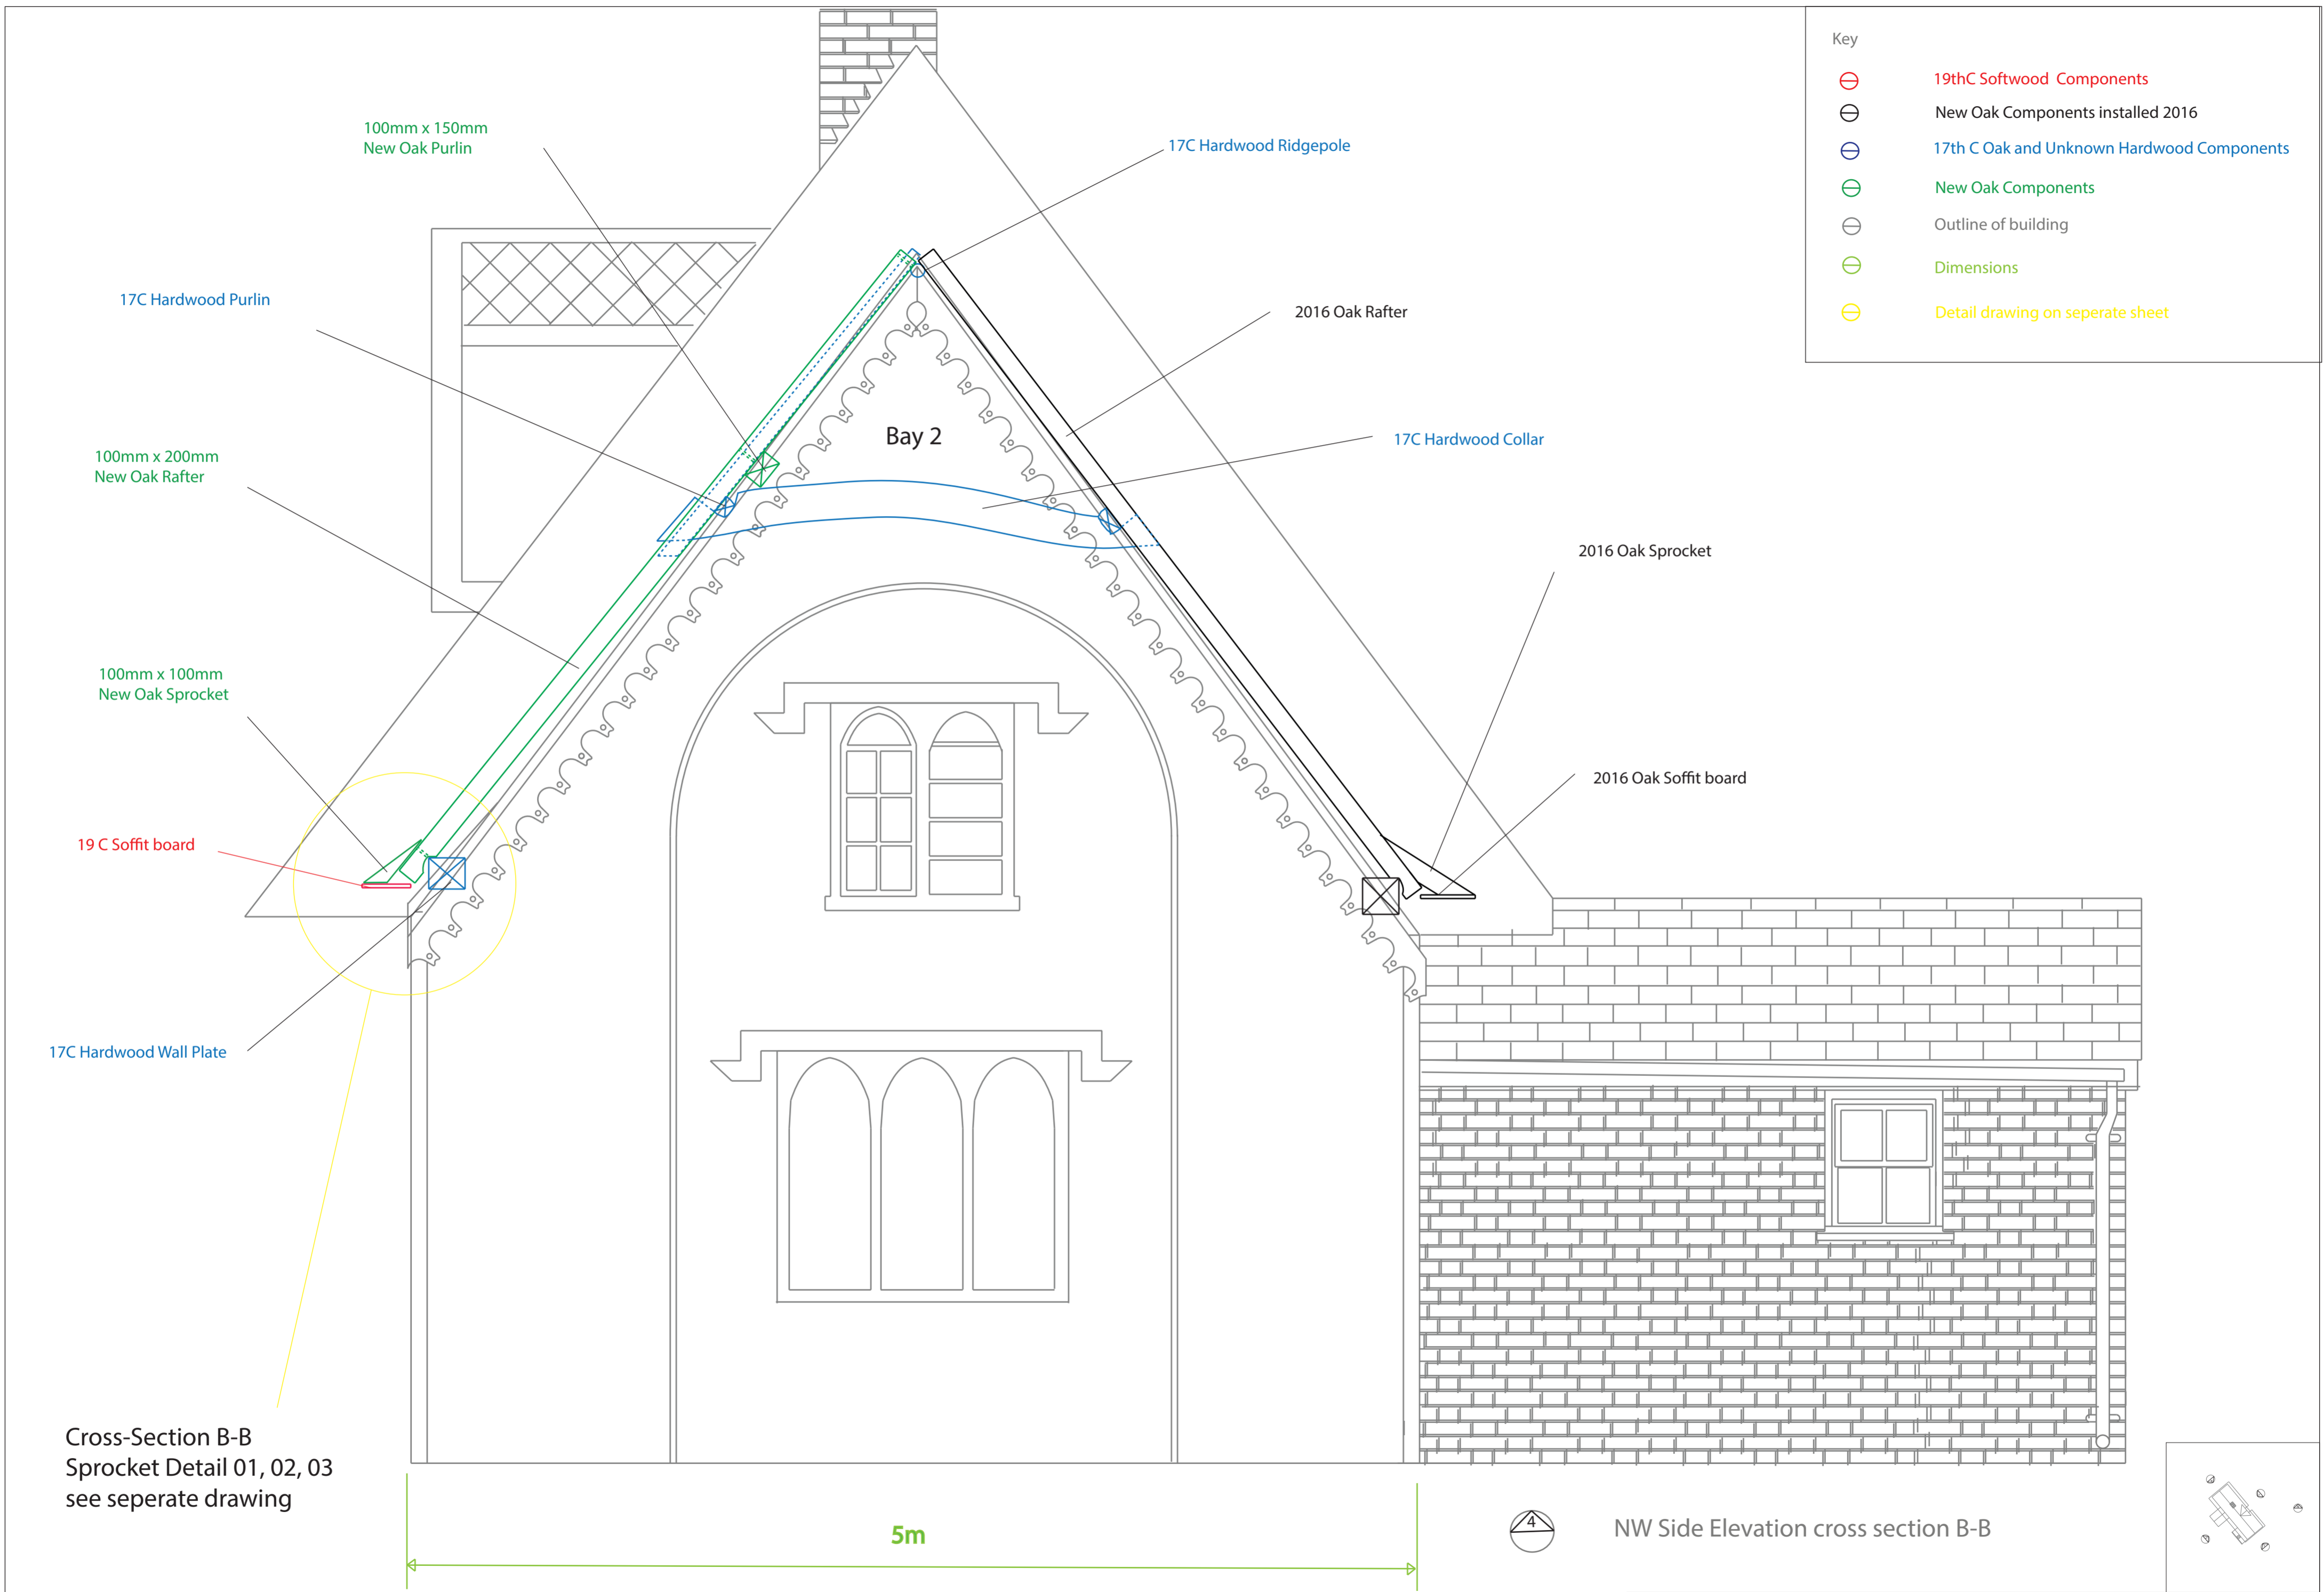 Key
19thC Softwood  Components
New Oak Components installed 2016
17th C Oak and Unknown Hardwood Components
New Oak Components
Outline of building
Dimensions
Detail drawing on seperate sheet
100mm x 150mm
New Oak Purlin
17C Hardwood Ridgepole
17C Hardwood Purlin
2016 Oak Rafter
Bay 2
17C Hardwood Collar
100mm x 200mm
New Oak Rafter
2016 Oak Sprocket
100mm x 100mm
New Oak Sprocket
2016 Oak Soffit board
19 C Soffit board
17C Hardwood Wall Plate
Cross-Section B-B
Sprocket Detail 01, 02, 03
see seperate drawing
5m
4
NW Side Elevation cross section B-B